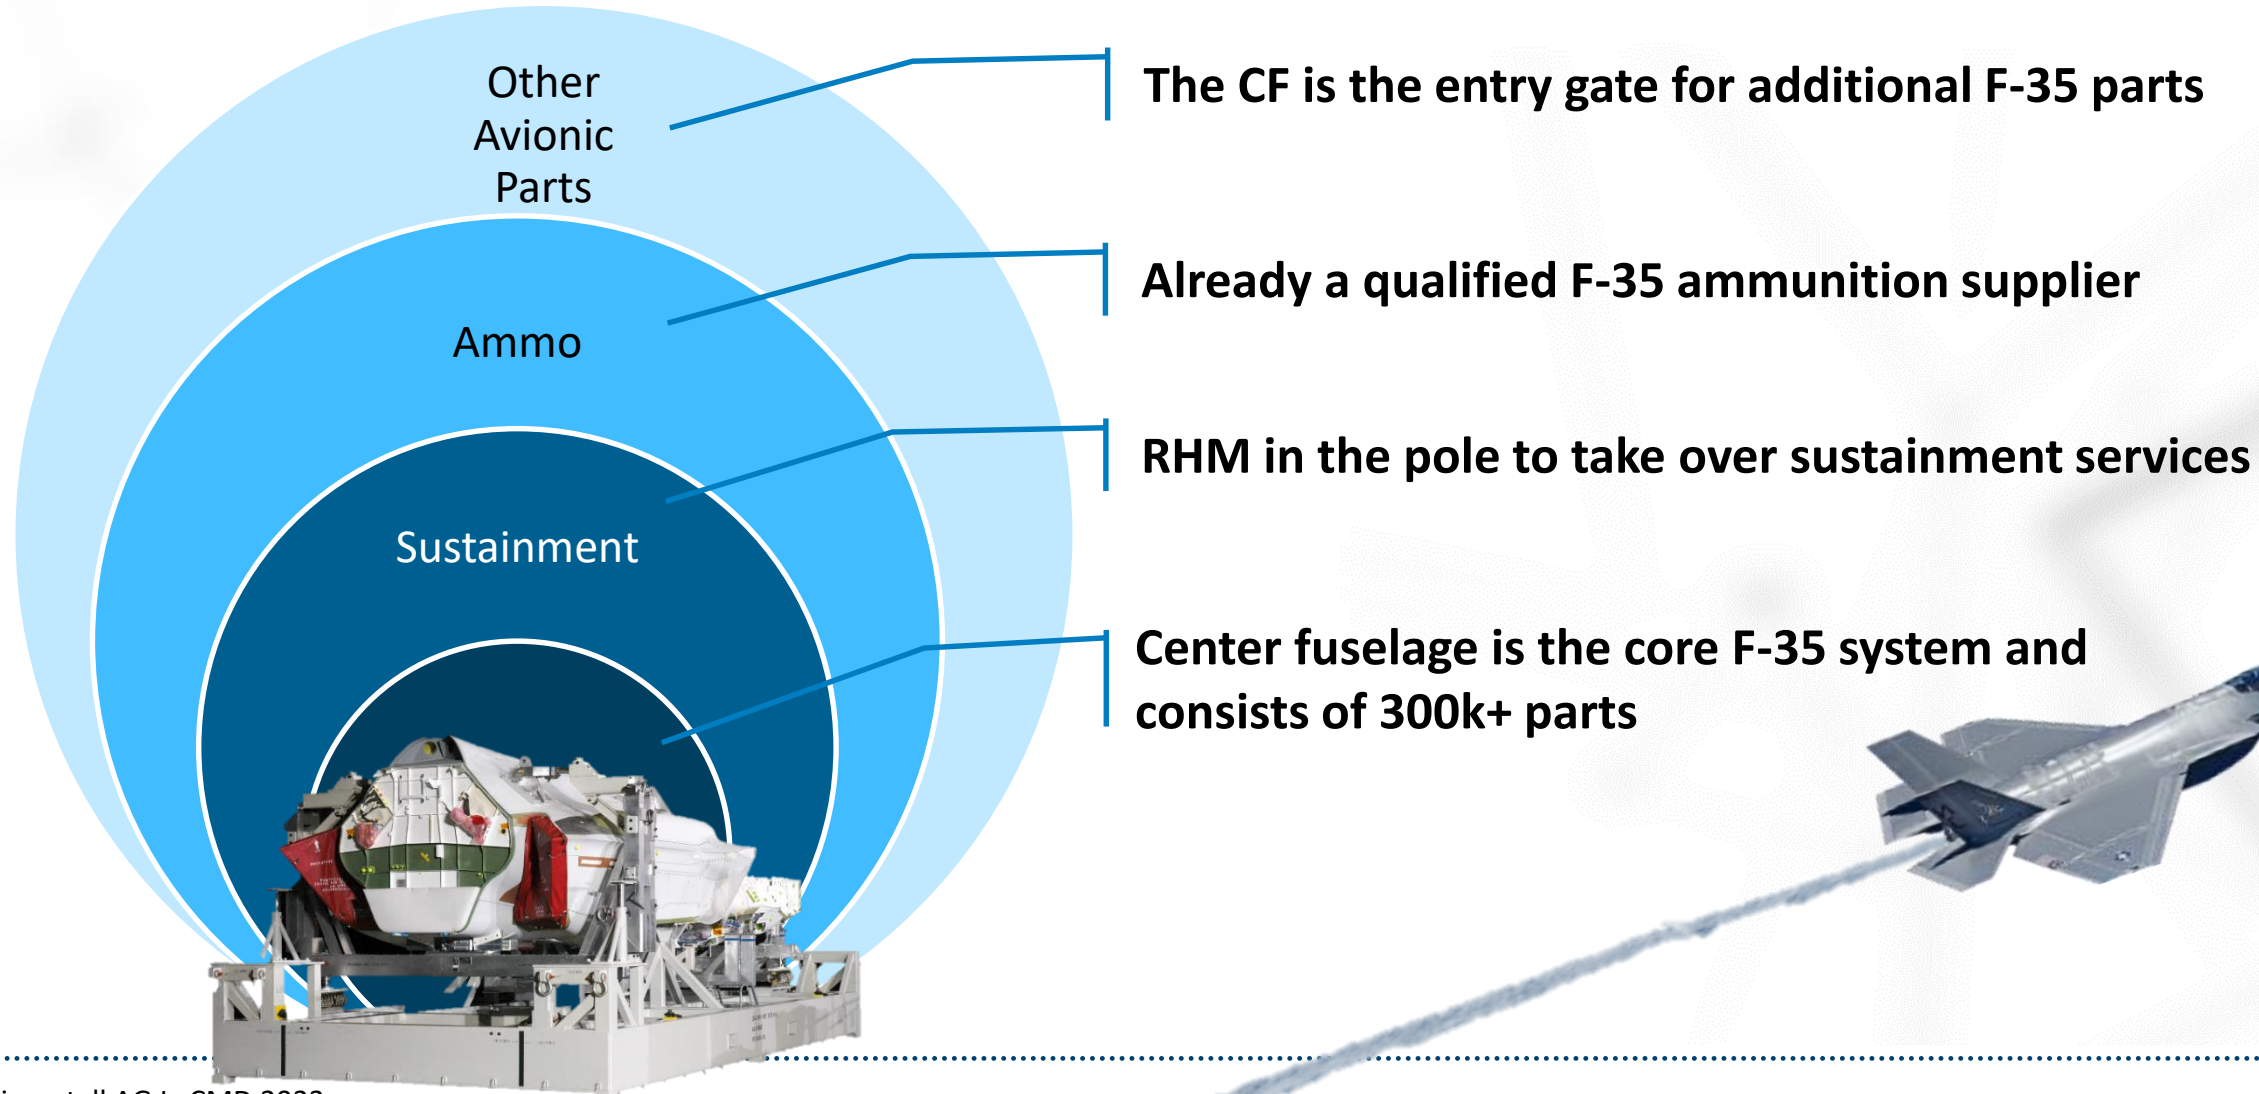 Other
Avionic
Parts
The CF is the entry gate for additional F-35 parts
Ammo
Already a qualified F-35 ammunition supplier
Sustainment
RHM in the pole to take over sustainment services
Center fuselage is the core F-35 system and
consists of 300k+ parts